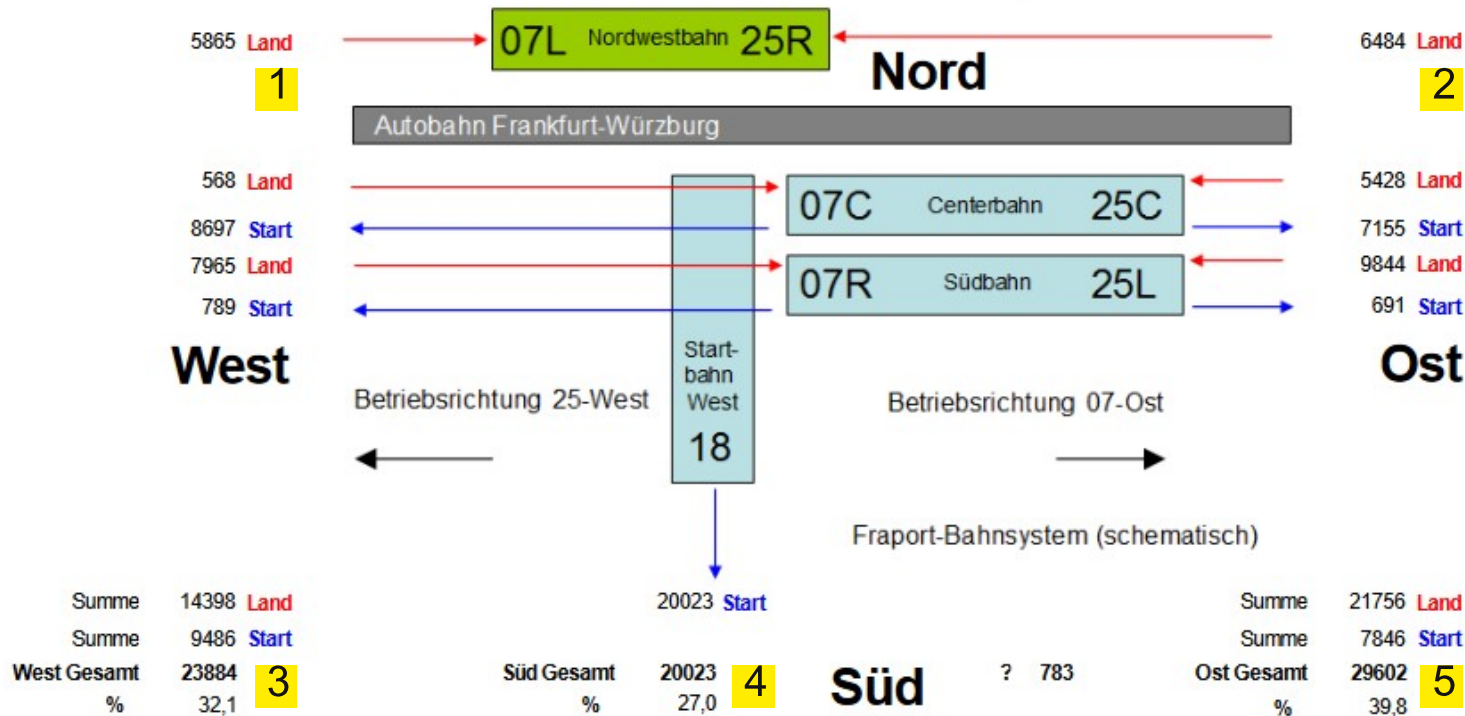 5865 Land
07L Nordwestbahn 25R
6484 Land
1
Nord
2
Autobahn Frankfurt-Würzburg
568 Land
5428 Land
07C Centerbahn 25C
8697 Start
7155 Start
7965 Land
9844 Land
07R Südbahn 25L
789 Start
691 Start
West
Start-
bahn
West
18
Ost
Betriebsrichtung 25-West
Betriebsrichtung 07-Ost
Fraport-Bahnsystem (schematisch)
Summe 14398 Land
20023 Start
Summe 21756 Land
Summe 9486 Start
Summe 7846 Start
West Gesamt 23884 3
Süd Gesamt 20023 4
Süd
? 783
Ost Gesamt 29602 5
% 32,1
% 27,0
% 39,8